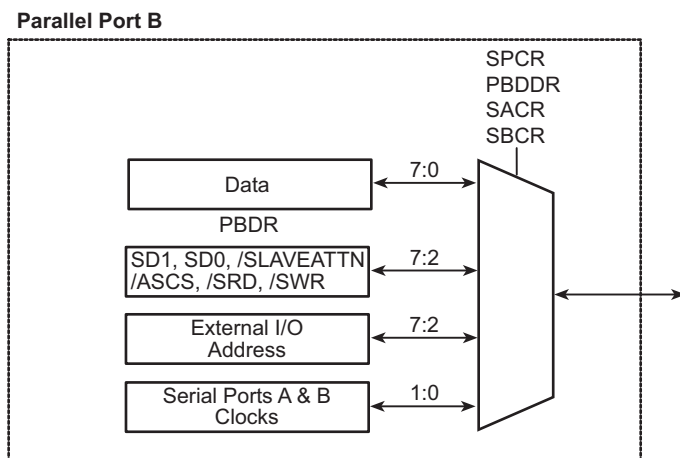 Parallel Port B
SPCR
PBDDR
SACR
SBCR
Data
7:0
PBDR
SD1, SD0, /SLAVEATTN
/ASCS, /SRD, /SWR
7:2
External I/O
Address
7:2
Serial Ports A & B
Clocks
1:0